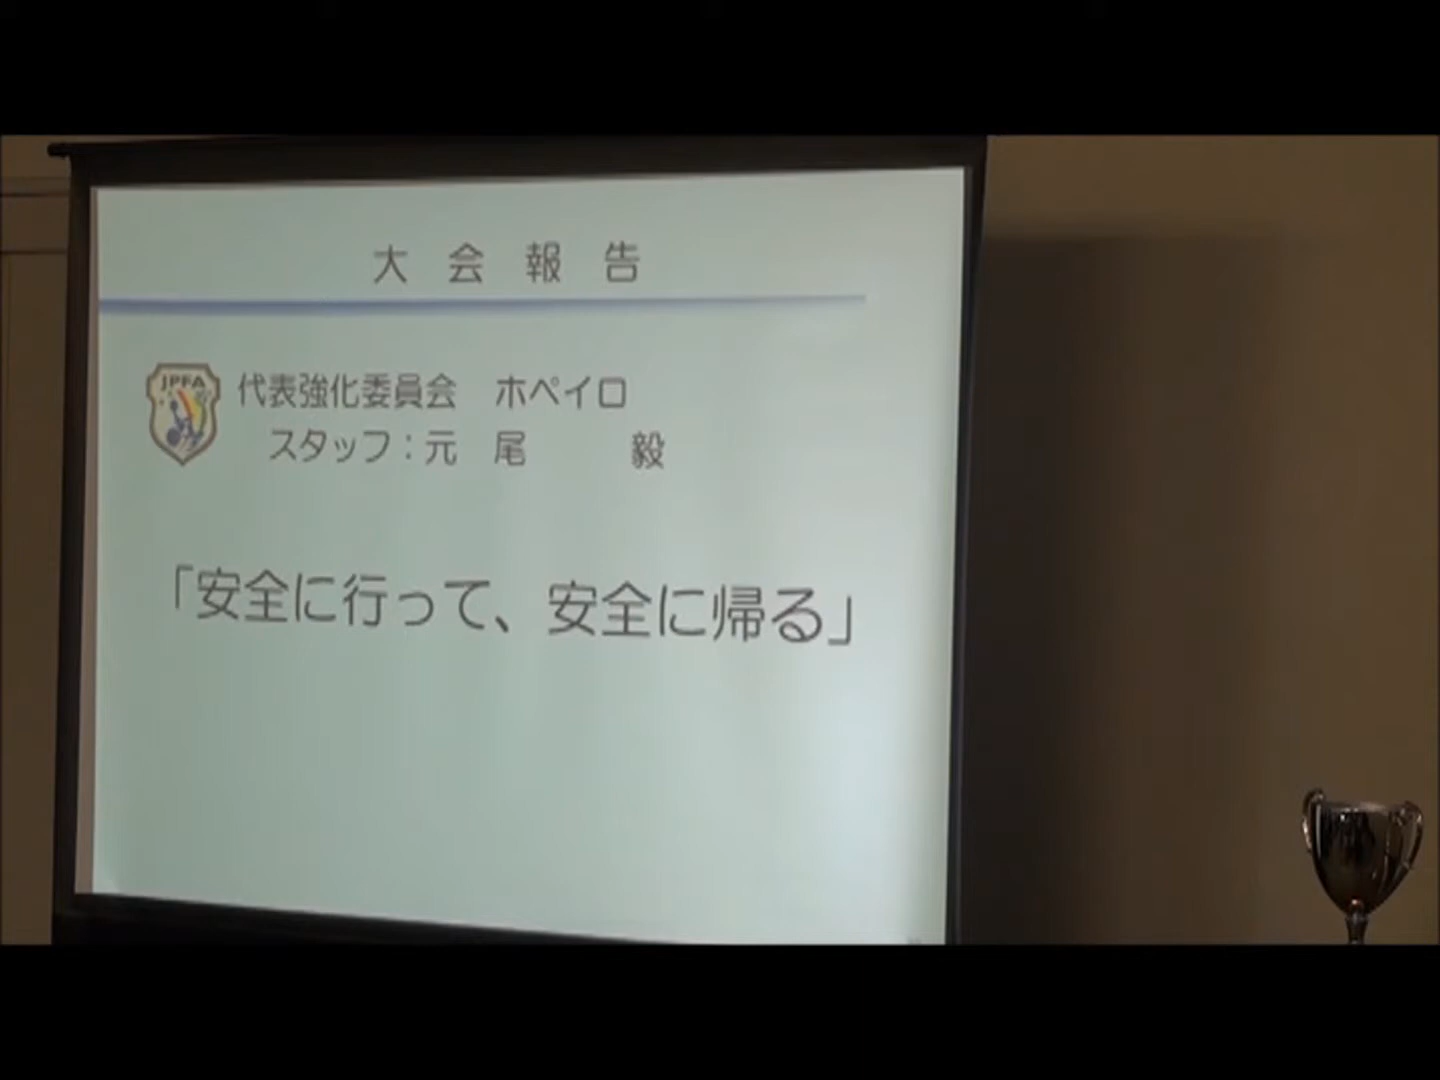 大会報告
JPFA
代表強化委員会　ホペイロ
スタッフ：元　尾　　　毅
「安全に行って、安全に帰る」